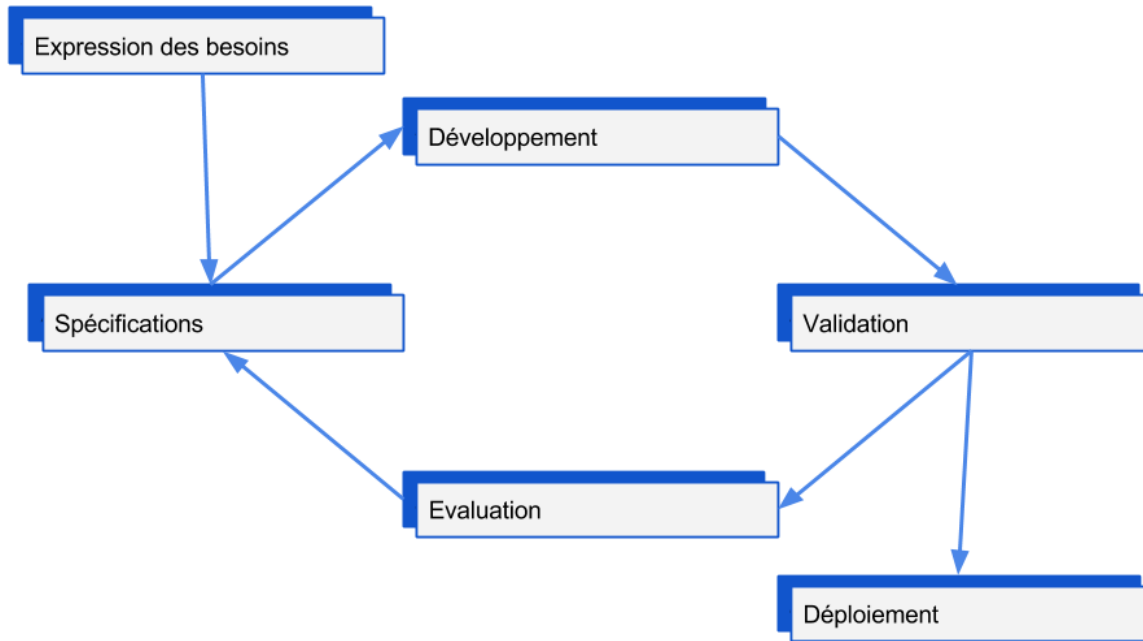 Expression des besoins
Développement
Spécifications
Validation
Evaluation
Déploiement